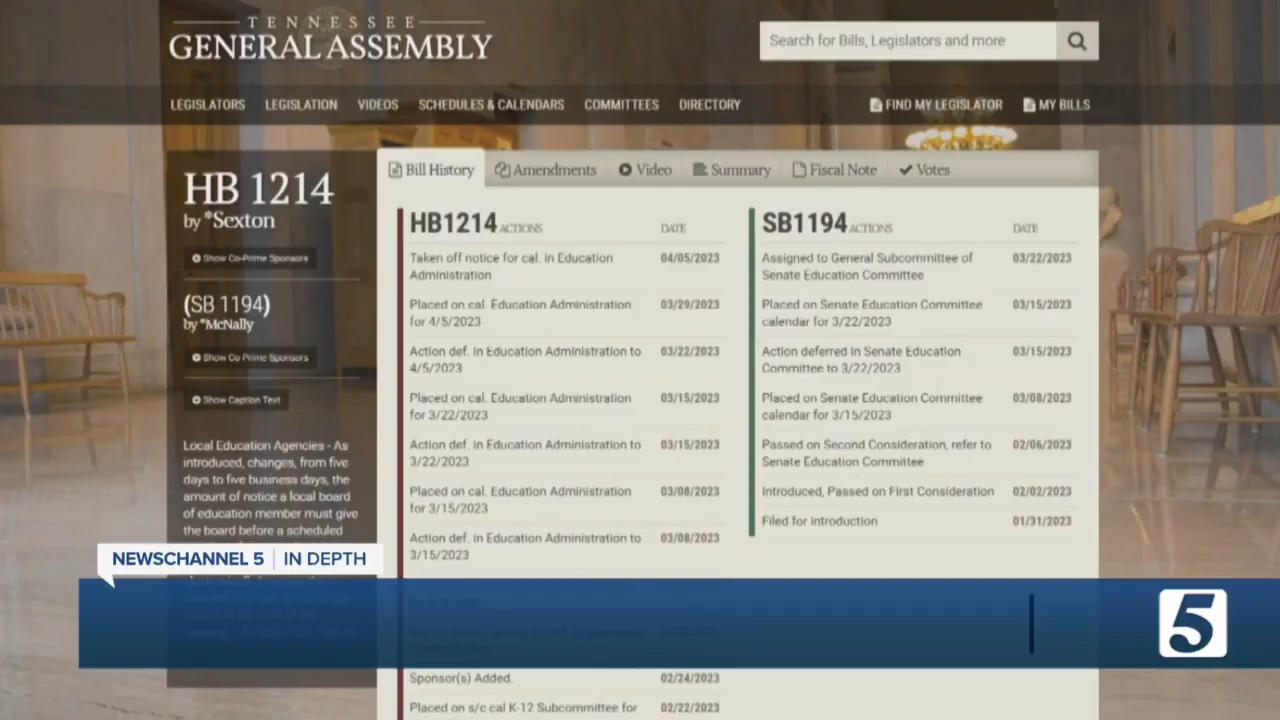 TENNESSEE
GENERAL ASSEMBLY
Search for Bills, Legislators and more
LEGISLATORS LEGISLATION VIDEOS SCHEDULES & CALENDARS COMMITTEES DIRECTORY FIND MY LEGISLATOR MY BILLS
HB 1214
by *Sexton
Show Co-Prime Sponsors
(SB 1194)
by *McNally
Show Co-Prime Sponsors
Show Caption Text
Local Education Agencies - As
introduced, changes, from five
days to five business days, the
amount of notice a local board
of education member must give
the board before a scheduled
Bill History Amendments Video Summary Fiscal Note Votes
HB1214 ACTIONS DATE
Taken off notice for cal. in Education 04/05/2023
Administration
Placed on cal. Education Administration 03/29/2023
for 4/5/2023
Action def. in Education Administration to 03/22/2023
4/5/2023
Placed on cal. Education Administration 03/15/2023
for 3/22/2023
Action def. in Education Administration to 03/15/2023
3/22/2023
Placed on cal. Education Administration 03/08/2023
for 3/15/2023
Action def. in Education Administration to 03/08/2023
3/15/2023
Sponsor(s) Added. 02/24/2023
Placed on s/c cal K-12 Subcommittee for 02/22/2023
SB1194 ACTIONS DATE
Assigned to General Subcommittee of 03/22/2023
Senate Education Committee
Placed on Senate Education Committee 03/15/2023
calendar for 3/22/2023
Action deferred in Senate Education 03/15/2023
Committee to 3/22/2023
Placed on Senate Education Committee 03/08/2023
calendar for 3/15/2023
Passed on Second Consideration, refer to 02/06/2023
Senate Education Committee
Introduced, Passed on First Consideration 02/02/2023
Filed for introduction 01/31/2023
NEWSCHANNEL 5 | IN DEPTH
5